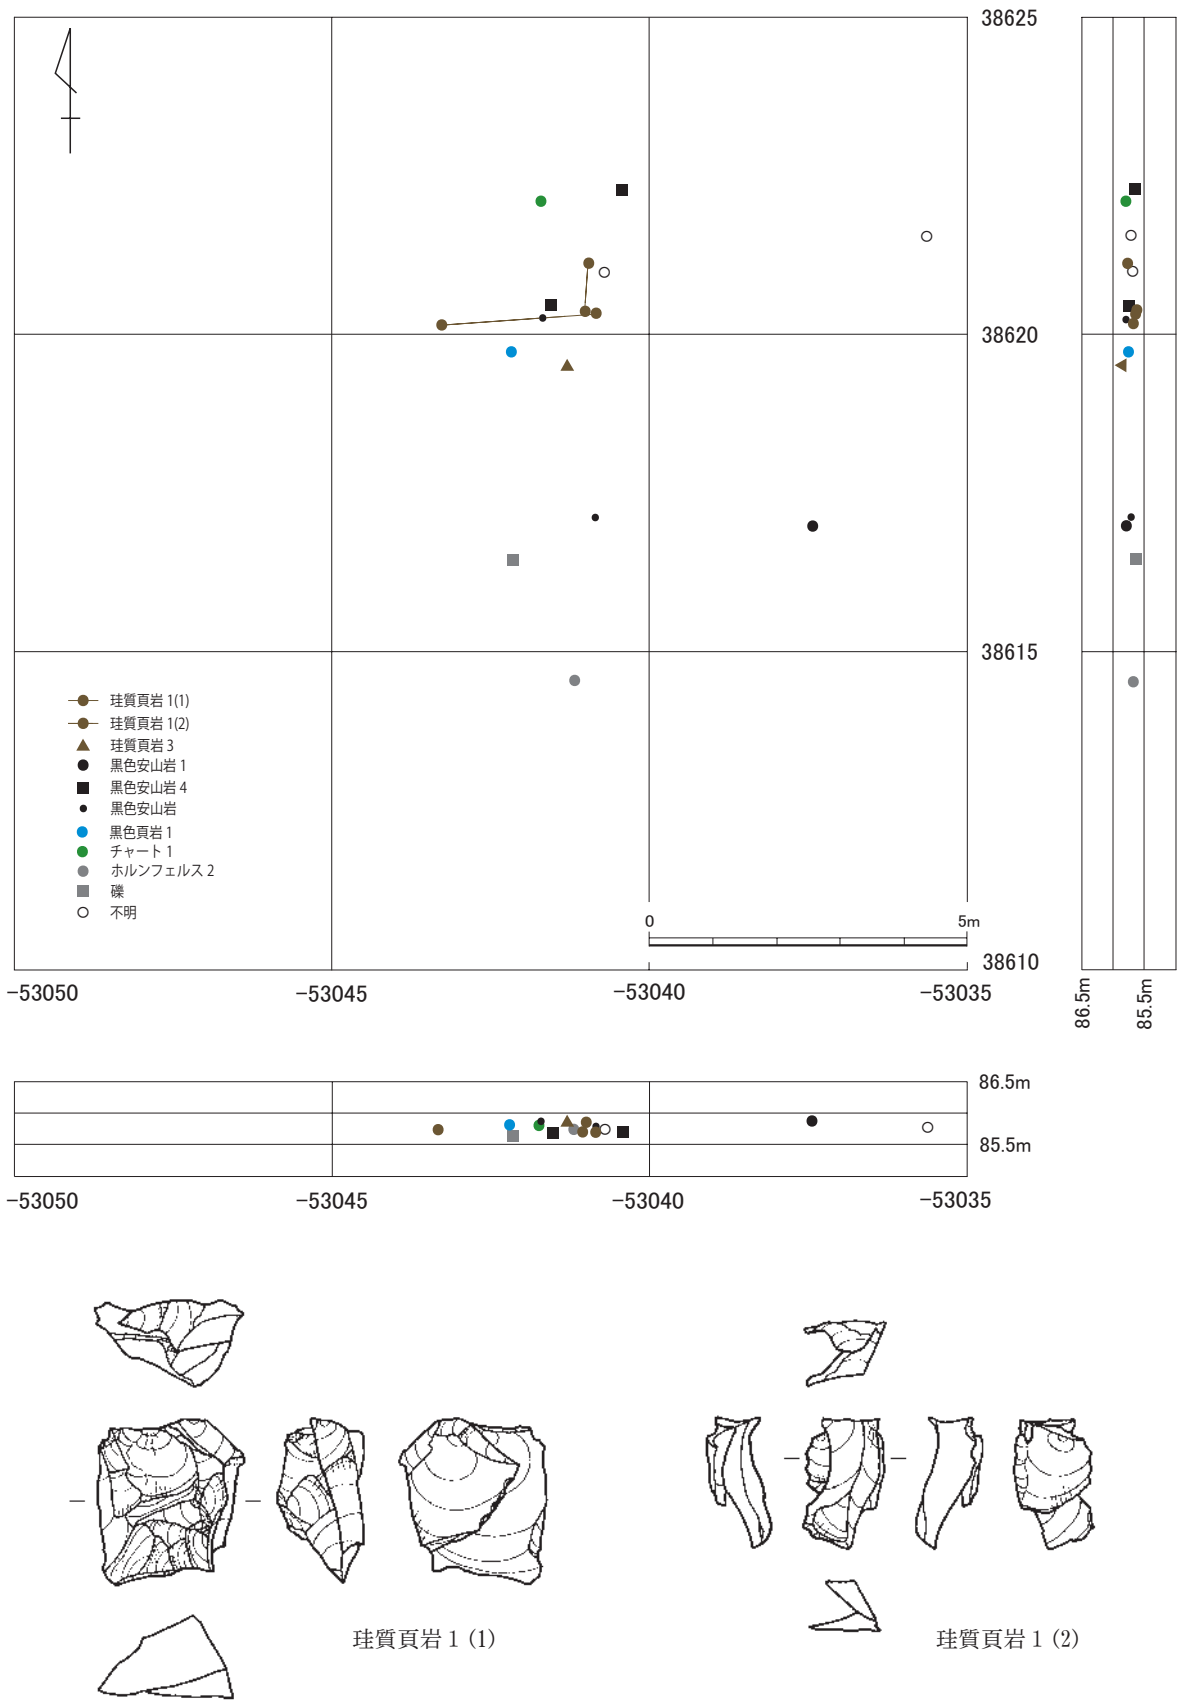 38625
38620
38615
珪質頁岩 1(1)
珪質頁岩 1(2)
珪質頁岩 3
黒色安山岩 1
黒色安山岩 4
黒色安山岩
黒色頁岩 1
チャート 1
ホルンフェルス 2
礫
不明
0 5m
38610
-53050 -53045 -53040 -53035
86.5m
85.5m
86.5m
85.5m
-53050 -53045 -53040 -53035
珪質頁岩 1 (1)
珪質頁岩 1 (2)